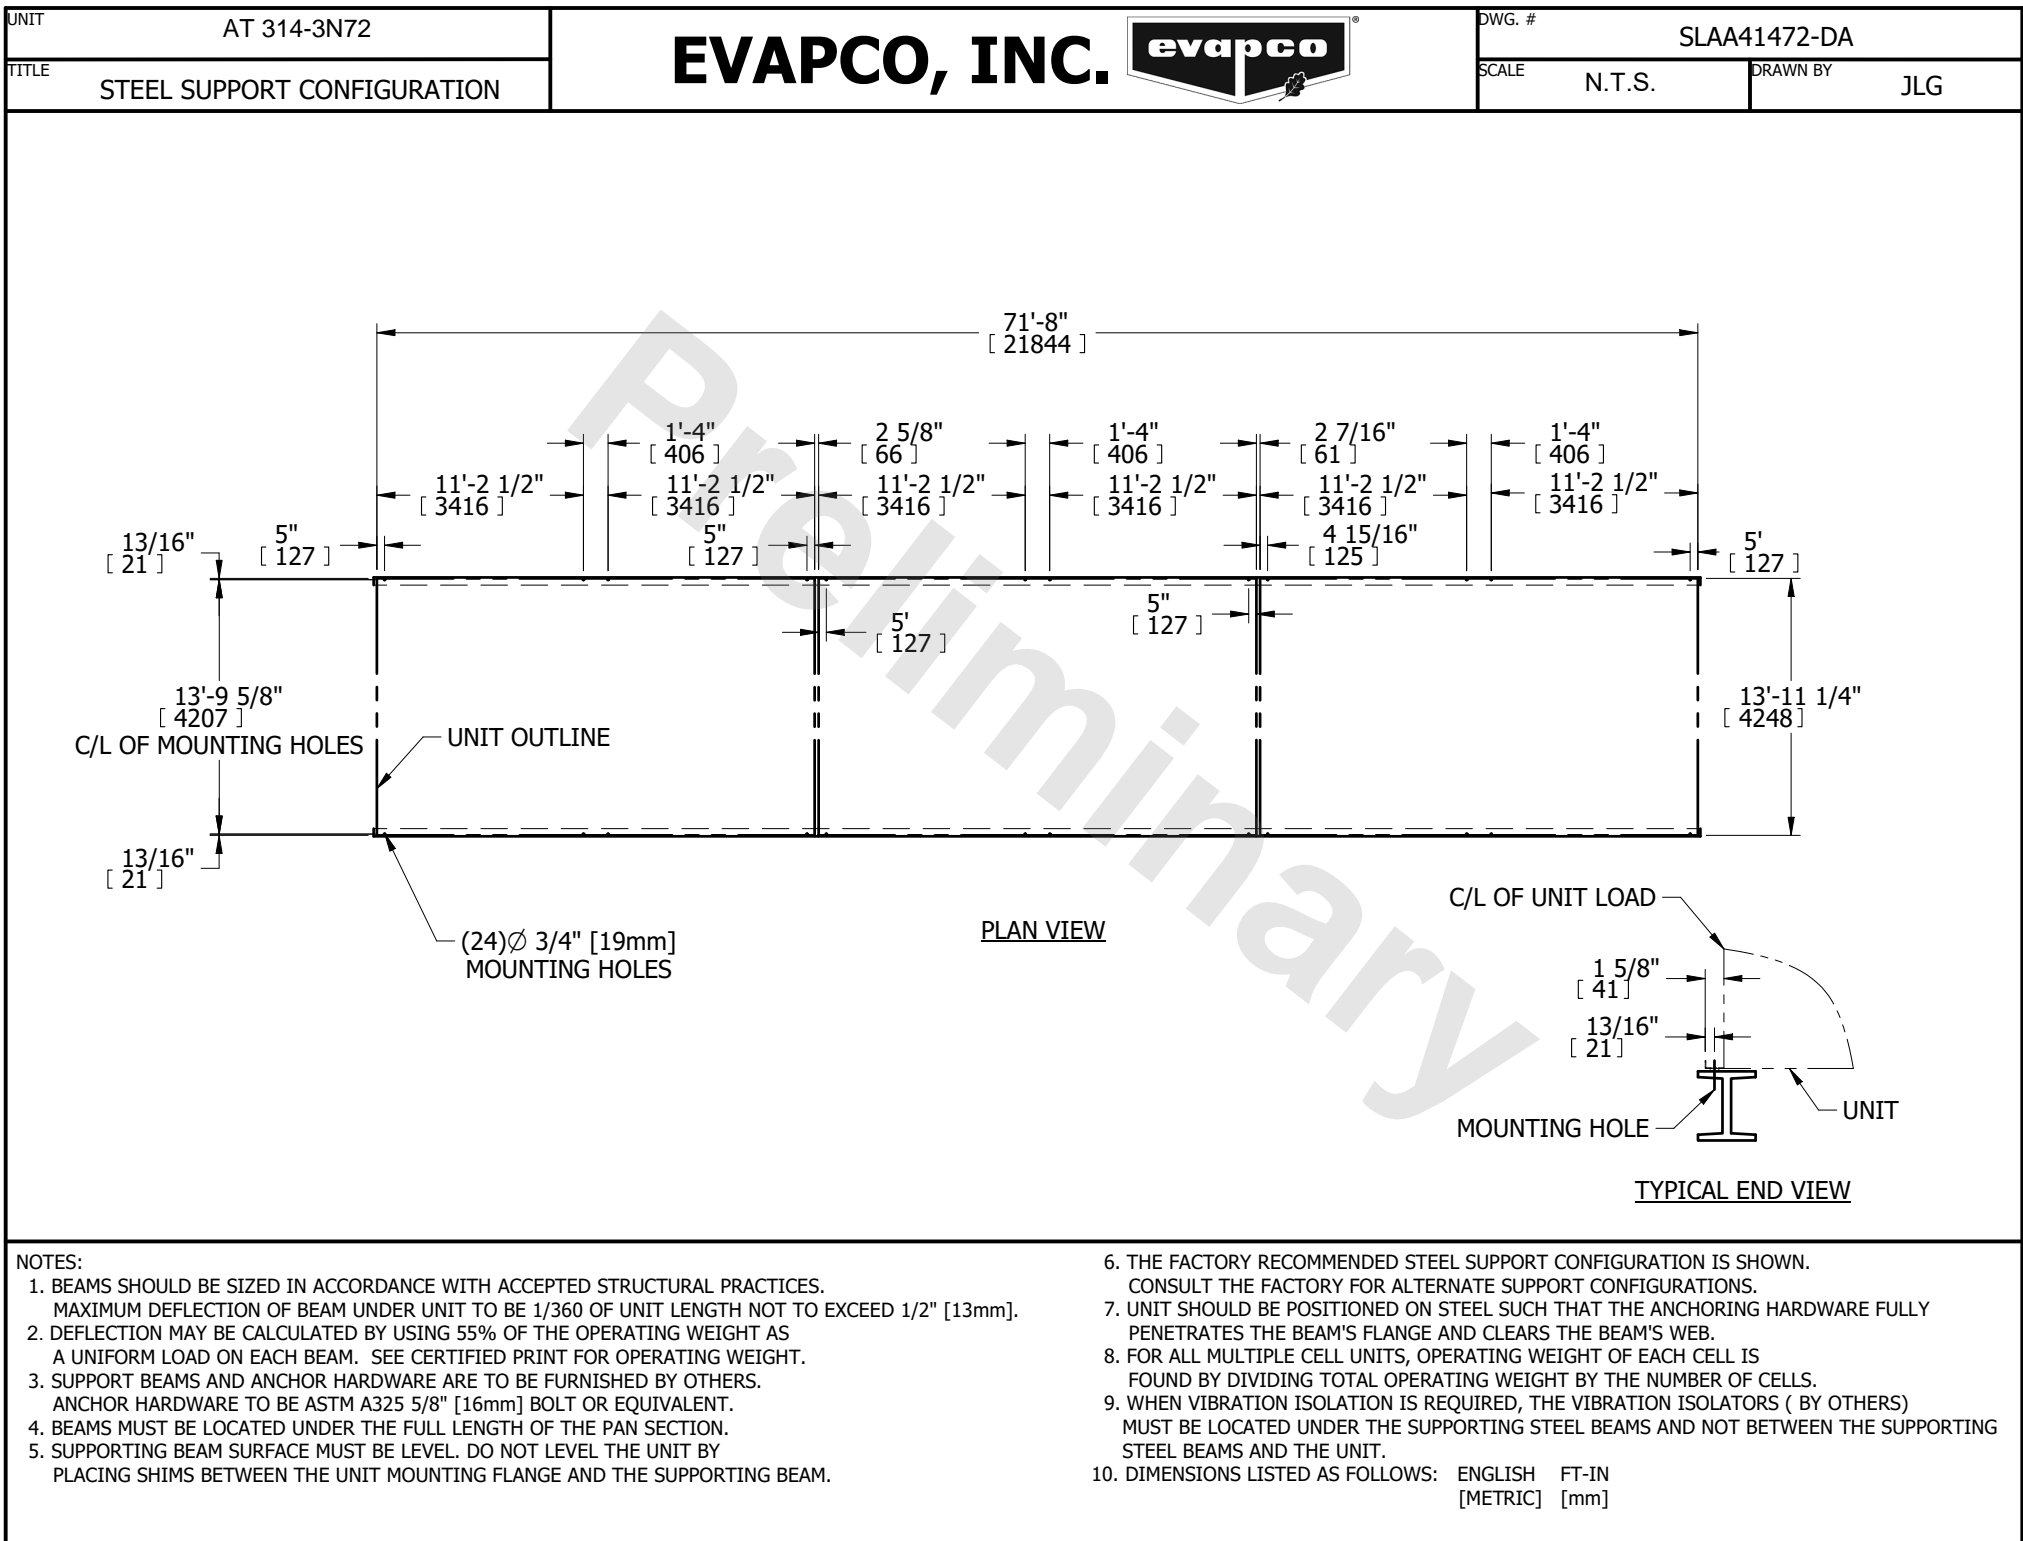 UNIT
AT 314-3N72
TITLE
STEEL SUPPORT CONFIGURATION
EVAPCO, INC.
evapco
®
DWG. #
SLAA41472-DA
SCALE
N.T.S.
DRAWN BY
JLG
71'-8"
[ 21844 ]
1'-4"
[ 406 ]
2 5/8"
[ 66 ]
1'-4"
[ 406 ]
2 7/16"
[ 61 ]
1'-4"
[ 406 ]
11'-2 1/2"
[ 3416 ]
11'-2 1/2"
[ 3416 ]
11'-2 1/2"
[ 3416 ]
11'-2 1/2"
[ 3416 ]
11'-2 1/2"
[ 3416 ]
11'-2 1/2"
[ 3416 ]
13/16"
[ 21 ]
5"
[ 127 ]
5"
[ 127 ]
4 15/16"
[ 125 ]
5'
[ 127 ]
5'
[ 127 ]
5"
[ 127 ]
13'-9 5/8"
[ 4207 ]
C/L OF MOUNTING HOLES
UNIT OUTLINE
13'-11 1/4"
[ 4248]
13/16"
[ 21 ]
(24)∅ 3/4" [19mm]
MOUNTING HOLES
PLAN VIEW
Preliminary
C/L OF UNIT LOAD
1 5/8"
[ 41]
13/16"
[ 21]
MOUNTING HOLE
UNIT
TYPICAL END VIEW
NOTES:
1. BEAMS SHOULD BE SIZED IN ACCORDANCE WITH ACCEPTED STRUCTURAL PRACTICES.
MAXIMUM DEFLECTION OF BEAM UNDER UNIT TO BE 1/360 OF UNIT LENGTH NOT TO EXCEED 1/2" [13mm].
2. DEFLECTION MAY BE CALCULATED BY USING 55% OF THE OPERATING WEIGHT AS
A UNIFORM LOAD ON EACH BEAM. SEE CERTIFIED PRINT FOR OPERATING WEIGHT.
3. SUPPORT BEAMS AND ANCHOR HARDWARE ARE TO BE FURNISHED BY OTHERS.
ANCHOR HARDWARE TO BE ASTM A325 5/8" [16mm] BOLT OR EQUIVALENT.
4. BEAMS MUST BE LOCATED UNDER THE FULL LENGTH OF THE PAN SECTION.
5. SUPPORTING BEAM SURFACE MUST BE LEVEL. DO NOT LEVEL THE UNIT BY
PLACING SHIMS BETWEEN THE UNIT MOUNTING FLANGE AND THE SUPPORTING BEAM.
6. THE FACTORY RECOMMENDED STEEL SUPPORT CONFIGURATION IS SHOWN.
CONSULT THE FACTORY FOR ALTERNATE SUPPORT CONFIGURATIONS.
7. UNIT SHOULD BE POSITIONED ON STEEL SUCH THAT THE ANCHORING HARDWARE FULLY
PENETRATES THE BEAM'S FLANGE AND CLEARS THE BEAM'S WEB.
8. FOR ALL MULTIPLE CELL UNITS, OPERATING WEIGHT OF EACH CELL IS
FOUND BY DIVIDING TOTAL OPERATING WEIGHT BY THE NUMBER OF CELLS.
9. WHEN VIBRATION ISOLATION IS REQUIRED, THE VIBRATION ISOLATORS ( BY OTHERS)
MUST BE LOCATED UNDER THE SUPPORTING STEEL BEAMS AND NOT BETWEEN THE SUPPORTING
STEEL BEAMS AND THE UNIT.
10. DIMENSIONS LISTED AS FOLLOWS: ENGLISH FT-IN
[METRIC] [mm]